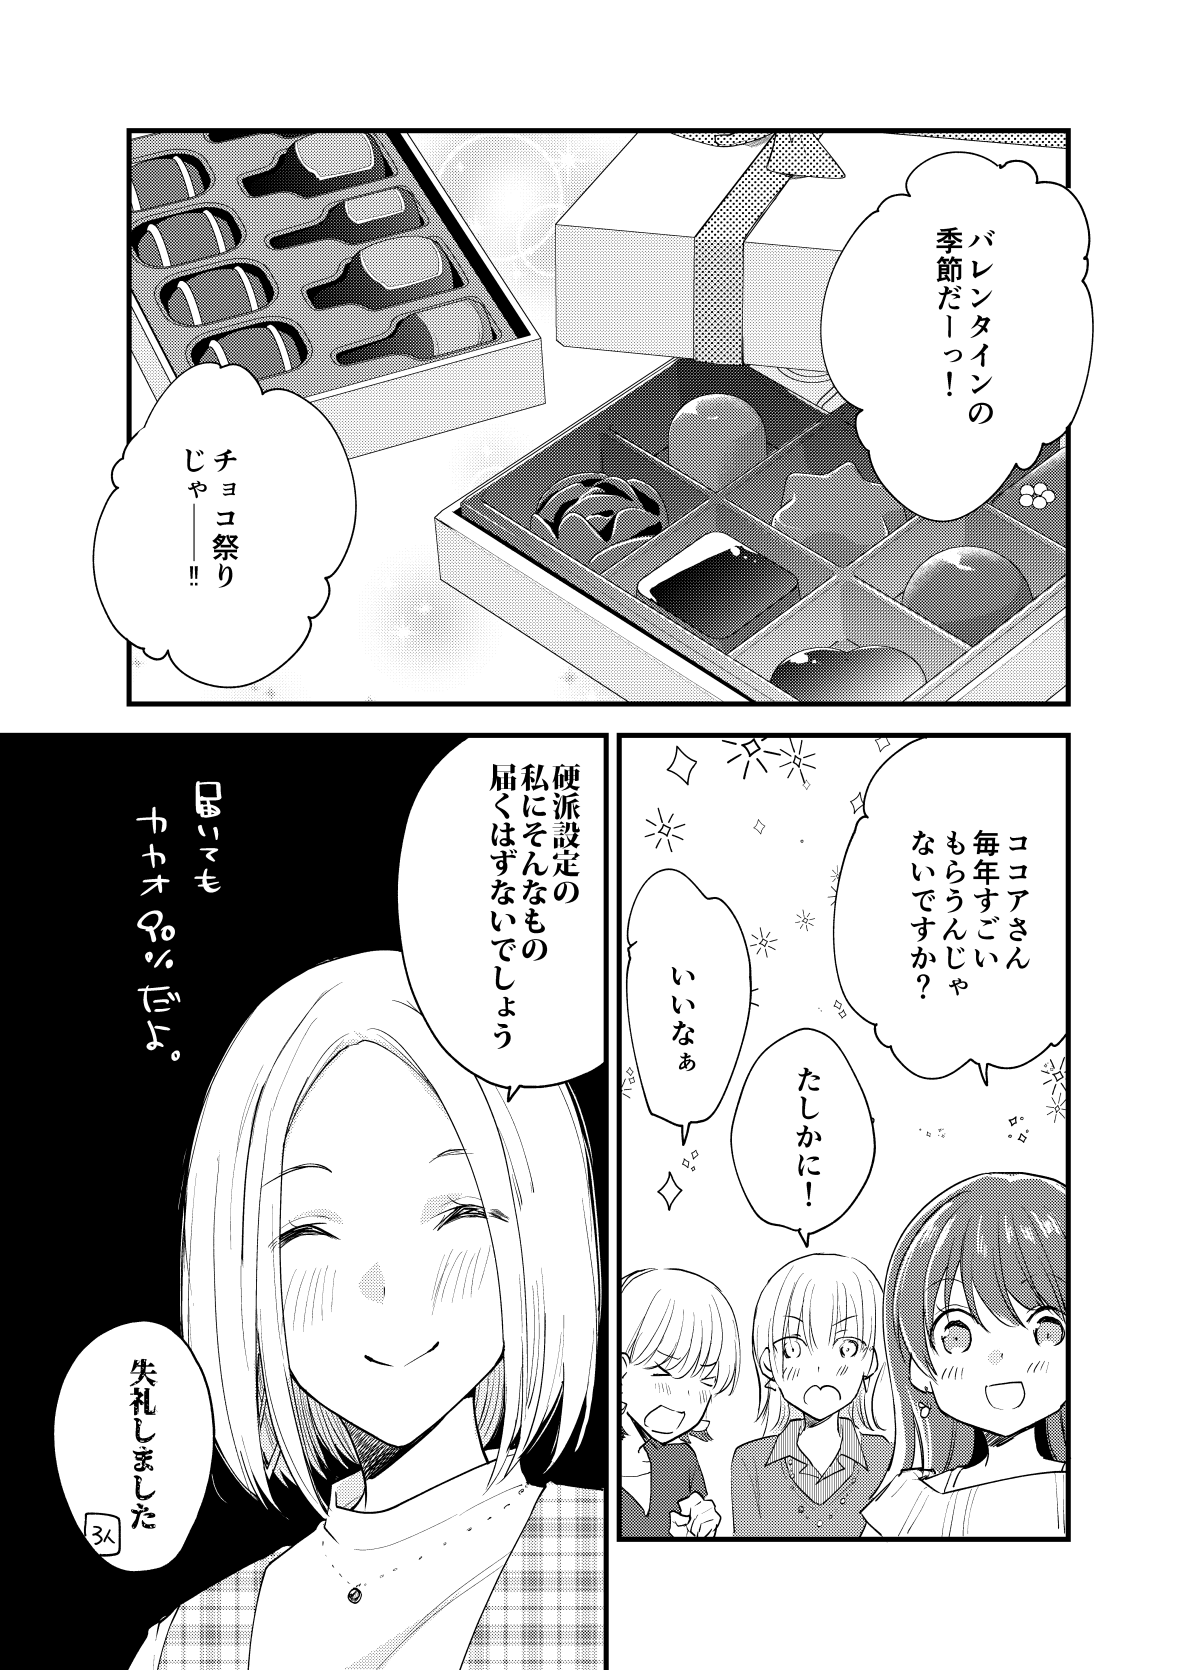 バレンタインの
季節だーっ！
チョコ祭り
じゃ――!!
ココアさん
毎年すごい
もらうんじゃ
ないですか？
たしかに！
いいなぁ
硬派設定の
私にそんなもの
届くはずないでしょう
届いても
カカオ90%だよ。
失礼しました
3人